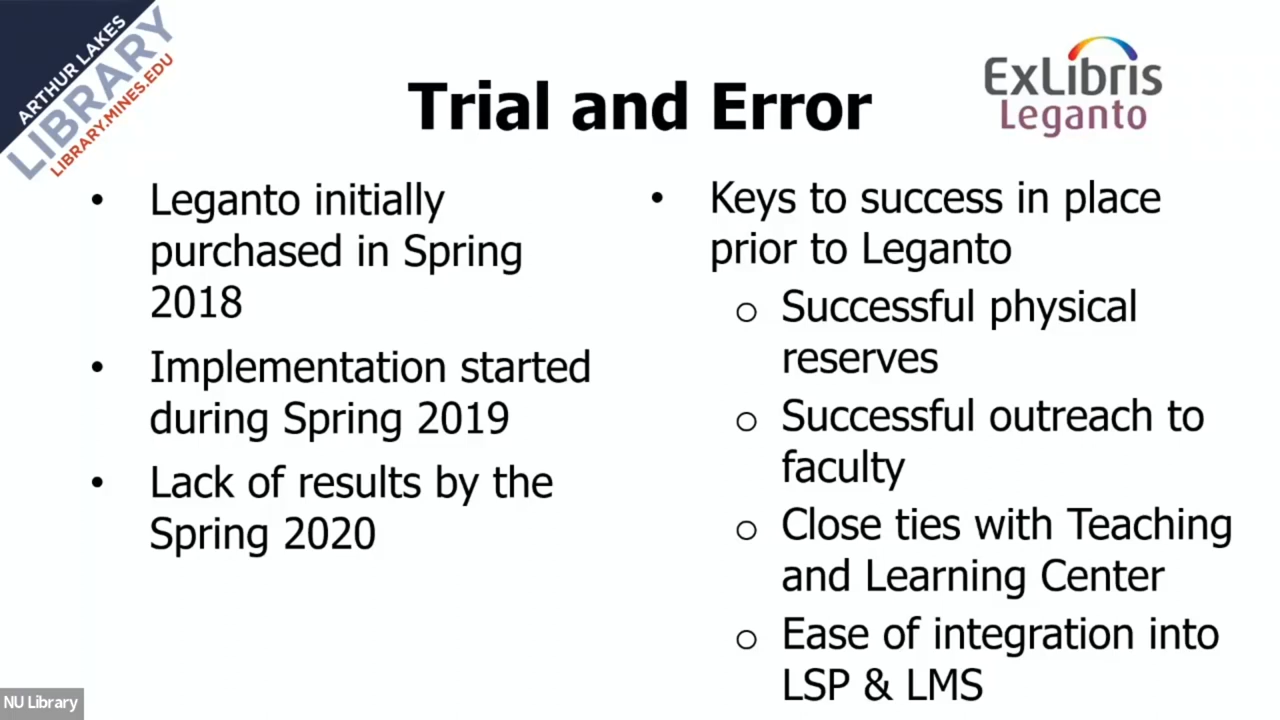 ARTHUR LAKES
LIBRARY
LIBRARY.MINES.EDU
Trial and Error
ExLibris
Leganto
• Leganto initially
purchased in Spring
2018
• Implementation started
during Spring 2019
• Lack of results by the
Spring 2020
• Keys to success in place
prior to Leganto
o Successful physical
reserves
o Successful outreach to
faculty
o Close ties with Teaching
and Learning Center
o Ease of integration into
LSP & LMS
NU Library